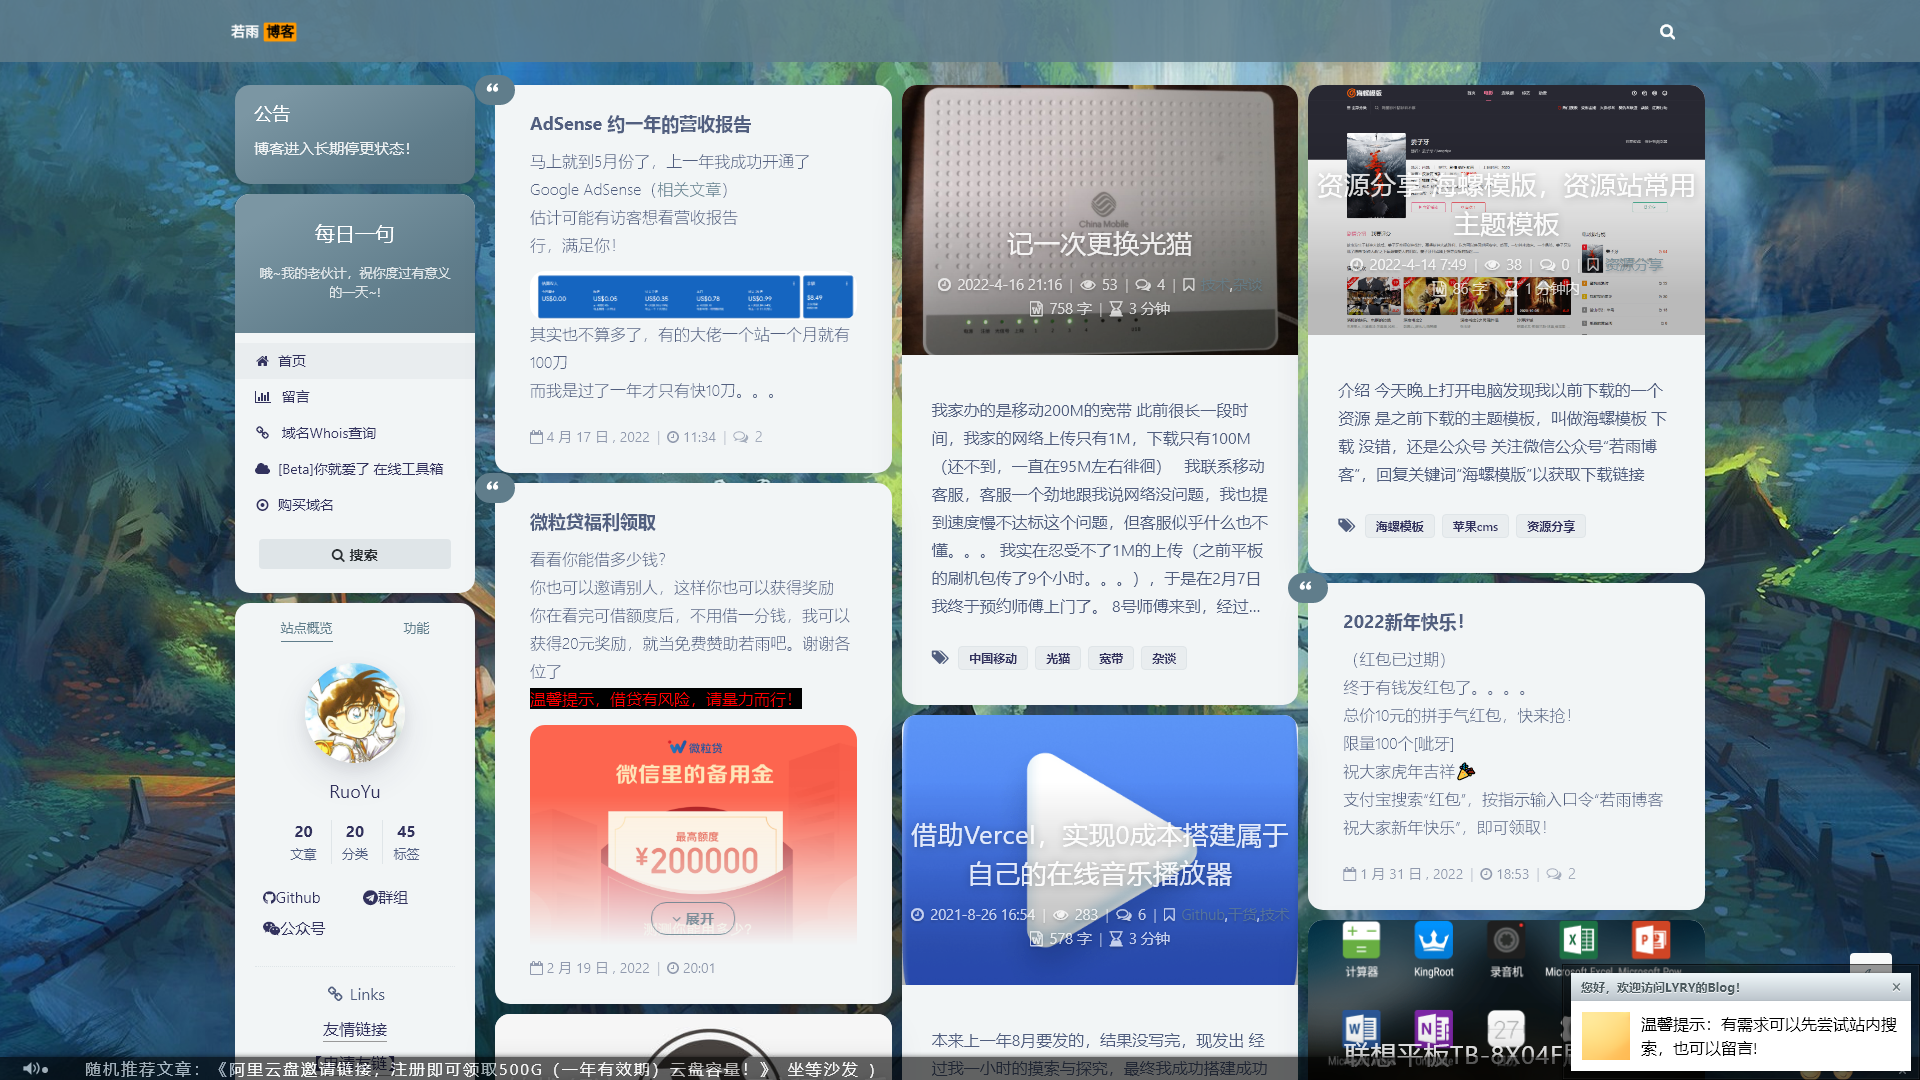 若雨 博客
公告
博客进入长期停更状态！
每日一句
哦~我的老伙计，祝你度过有意义
的一天~!
首页
留言
域名Whois查询
[Beta]你就爱了 在线工具箱
购买域名
搜索
站点概览 功能
RuoYu
20 20 45
文章 分类 标签
Github 群组
公众号
Links
友情链接
AdSense 约一年的营收报告
马上就到5月份了，上一年我成功开通了
Google AdSense（相关文章）
估计可能有访客想看营收报告
行，满足你！
US$0.00 US$0.05 US$0.35 US$0.78 US$0.99 $8.49
其实也不算多了，有的大佬一个站一个月就有
100刀
而我是过了一年才只有快10刀。。。
4 月 17 日 , 2022 | 11:34 | 2
微粒贷福利领取
看看你能借多少钱？
你也可以邀请别人，这样你也可以获得奖励
你在看完可借额度后，不用借一分钱，我可以
获得20元奖励，就当免费赞助若雨吧。谢谢各
位了
温馨提示，借贷有风险，请量力而行！
微粒贷
微信里的备用金
最高额度
¥200000
展开
2 月 19 日 , 2022 | 20:01
China Mobile
记一次更换光猫
2022-4-16 21:16 | 53 | 4 |
758 字 | 3 分钟
我家办的是移动200M的宽带 此前很长一段时
间，我家的网络上传只有1M，下载只有100M
（还不到，一直在95M左右徘徊） 我联系移动
客服，客服一个劲地跟我说网络没问题，我也提
到速度慢不达标这个问题，但客服似乎什么也不
懂。。。 我实在忍受不了1M的上传（之前平板
的刷机包传了9个小时。。。），于是在2月7日
我终于预约师傅上门了。 8号师傅来到，经过...
中国移动 光猫 宽带 杂谈
借助Vercel，实现0成本搭建属于
自己的在线音乐播放器
2021-8-26 16:54 | 283 | 6 | Github,干货,技术
578 字 | 3 分钟
本来上一年8月要发的，结果没写完，现发出 经
过我一小时的摸索与探究，最终我成功搭建成功
海螺模板
姜子牙
资源分享 海螺模版，资源站常用
主题模板
2022-4-14 7:49 | 38 | 0 | 资源分享
86 字 | 1 分钟内
介绍 今天晚上打开电脑发现我以前下载的一个
资源 是之前下载的主题模板，叫做海螺模板 下
载 没错，还是公众号 关注微信公众号“若雨博
客”，回复关键词“海螺模版”以获取下载链接
海螺模板 苹果cms 资源分享
2022新年快乐！
（红包已过期）
终于有钱发红包了。。。。
总价10元的拼手气红包，快来抢！
限量100个[呲牙]
祝大家虎年吉祥🎉
支付宝搜索“红包”，按指示输入口令“若雨博客
祝大家新年快乐”，即可领取！
1 月 31 日 , 2022 | 18:53 | 2
计算器 KingRoot 录音机 Microsoft Excel Microsoft Pow
27
联想平板TB-8X04F
您好，欢迎访问LYRY的Blog！ ×
温馨提示：有需求可以先尝试站内搜
索，也可以留言!
随机推荐文章：《阿里云盘邀请链接，注册即可领取500G（一年有效期）云盘容量！》 坐等沙发 ）